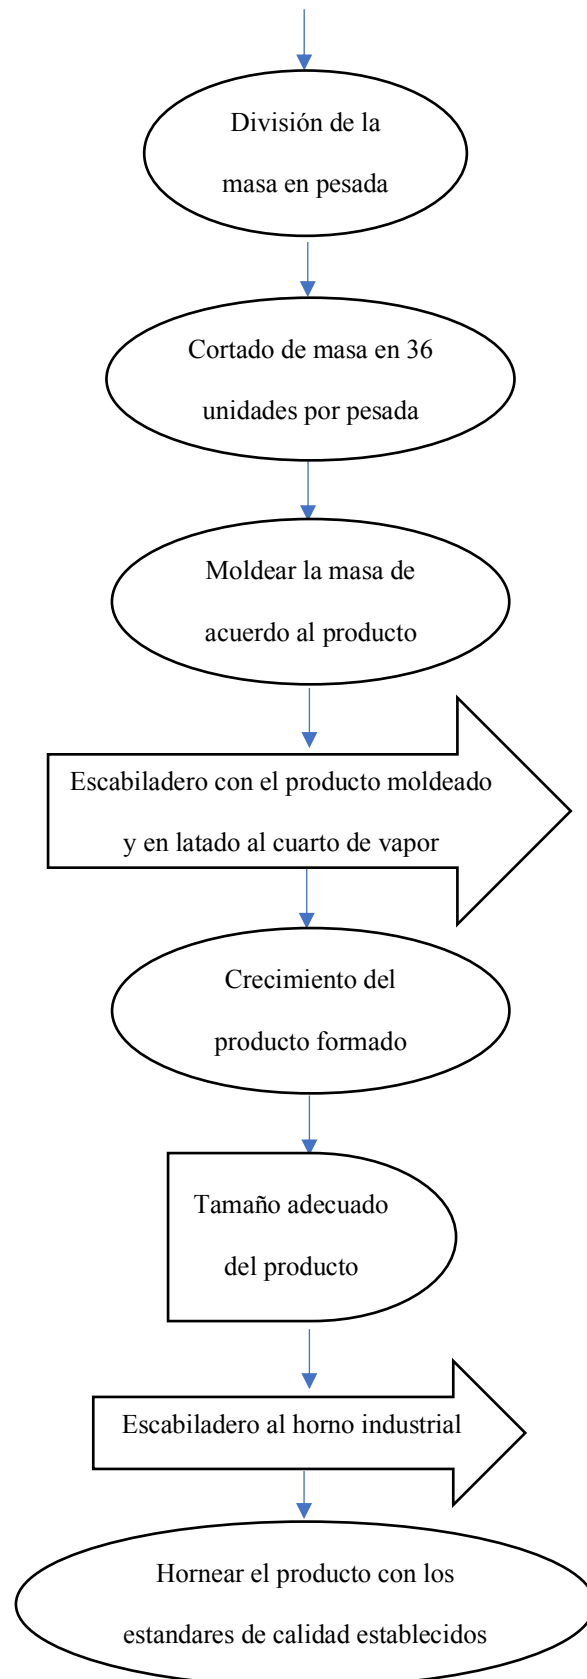 División de la
masa en pesada
Cortado de masa en 36
unidades por pesada
Moldear la masa de
acuerdo al producto
Escabiladero con el producto moldeado
y en latado al cuarto de vapor
Crecimiento del
producto formado
Tamaño adecuado
del producto
Escabiladero al horno industrial
Hornear el producto con los
estandares de calidad establecidos